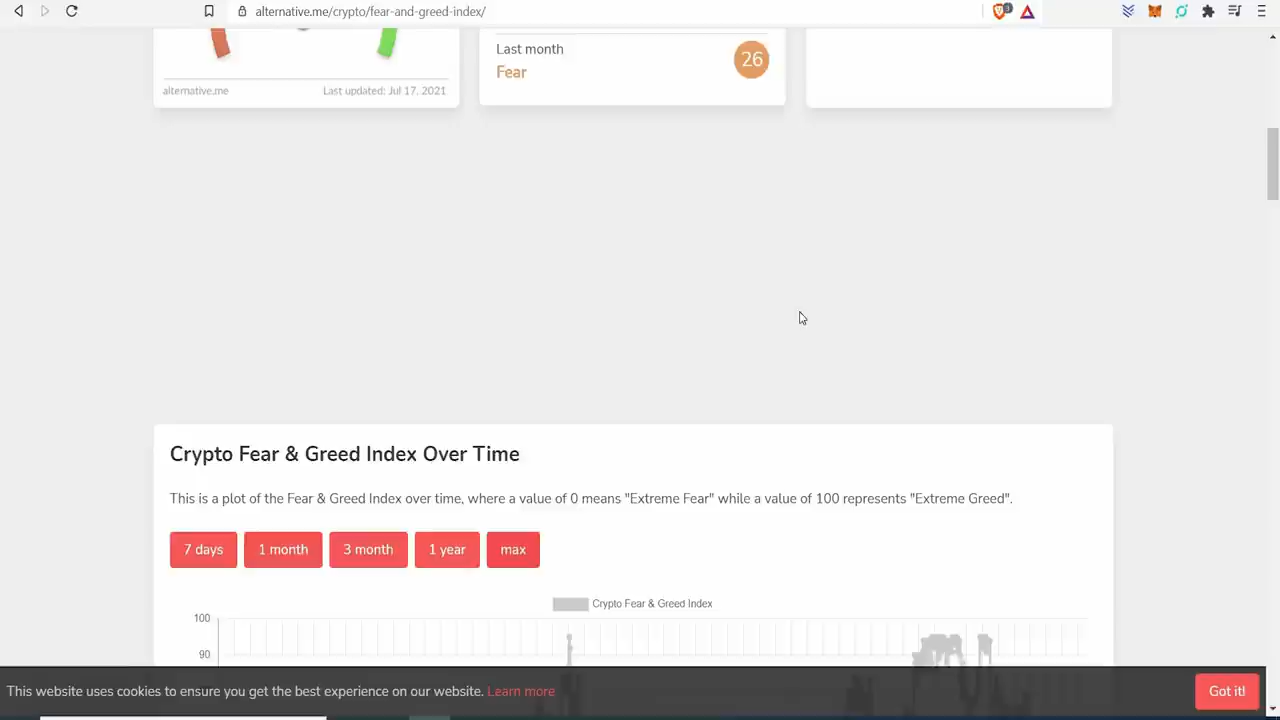 alternative.me/crypto/fear-and-greed-index/
Last month
Fear
26
alternative.me
Last updated: Jul 17, 2021
Crypto Fear & Greed Index Over Time
This is a plot of the Fear & Greed Index over time, where a value of 0 means "Extreme Fear" while a value of 100 represents "Extreme Greed".
7 days
1 month
3 month
1 year
max
Crypto Fear & Greed Index
100
90
This website uses cookies to ensure you get the best experience on our website. Learn more
Got it!